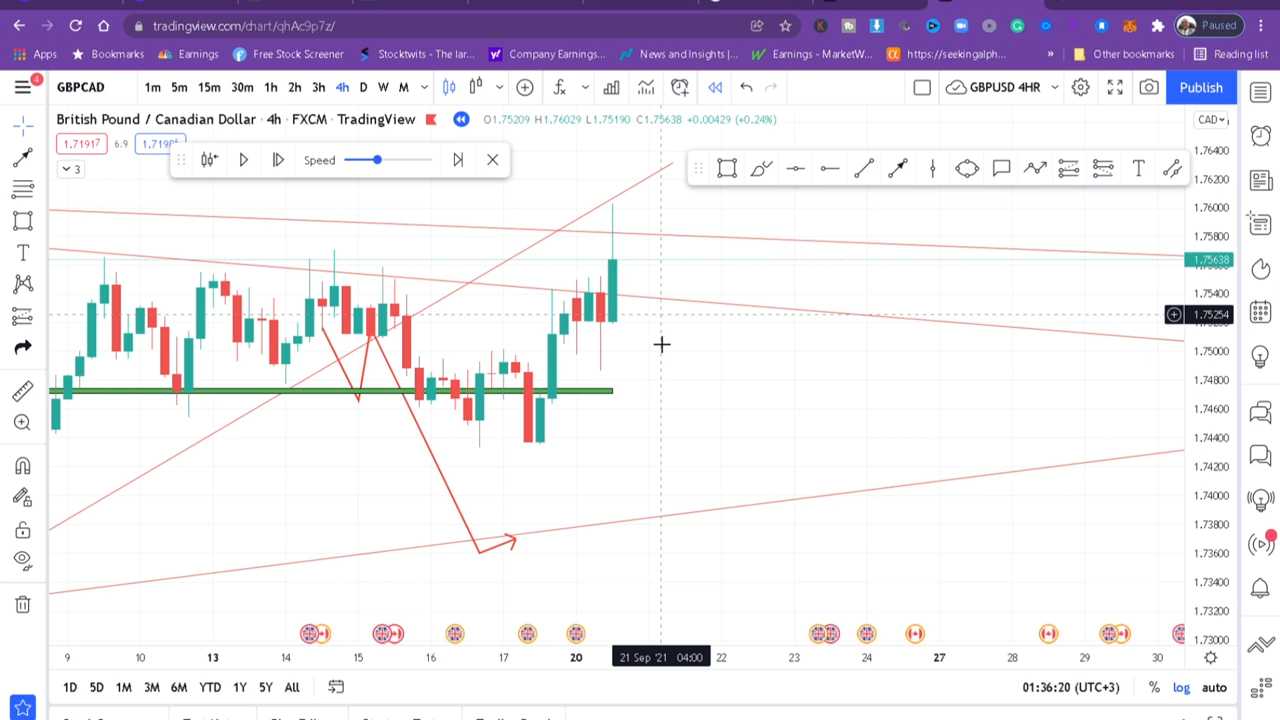 tradingview.com/chart/qhAc9p7z/
Paused
Apps Bookmarks Earnings Free Stock Screener Stocktwits - The lar... Company Earnings... News and Insights |... Earnings - MarketW... https://seekingalph... » Other bookmarks Reading list
4 GBPCAD 1m 5m 15m 30m 1h 2h 3h 4h D W M GBPUSD 4HR Publish
British Pound / Canadian Dollar · 4h · FXCM · TradingView O1.75209 H1.76029 L1.75190 C1.75638 +0.00429 (+0.24%) CAD
1.71917 6.9
Speed
3
1.76400
1.76200
1.76000
1.75800
1.75638
1.75400
1.75254
1.75000
1.74800
1.74600
1.74400
1.74200
1.74000
1.73800
1.73600
1.73400
1.73200
1.73000
9 10 13 14 15 16 17 20 21 Sep '21 04:00 22 23 24 27 28 29 30
1D 5D 1M 3M 6M YTD 1Y 5Y All 01:36:20 (UTC+3) % log auto